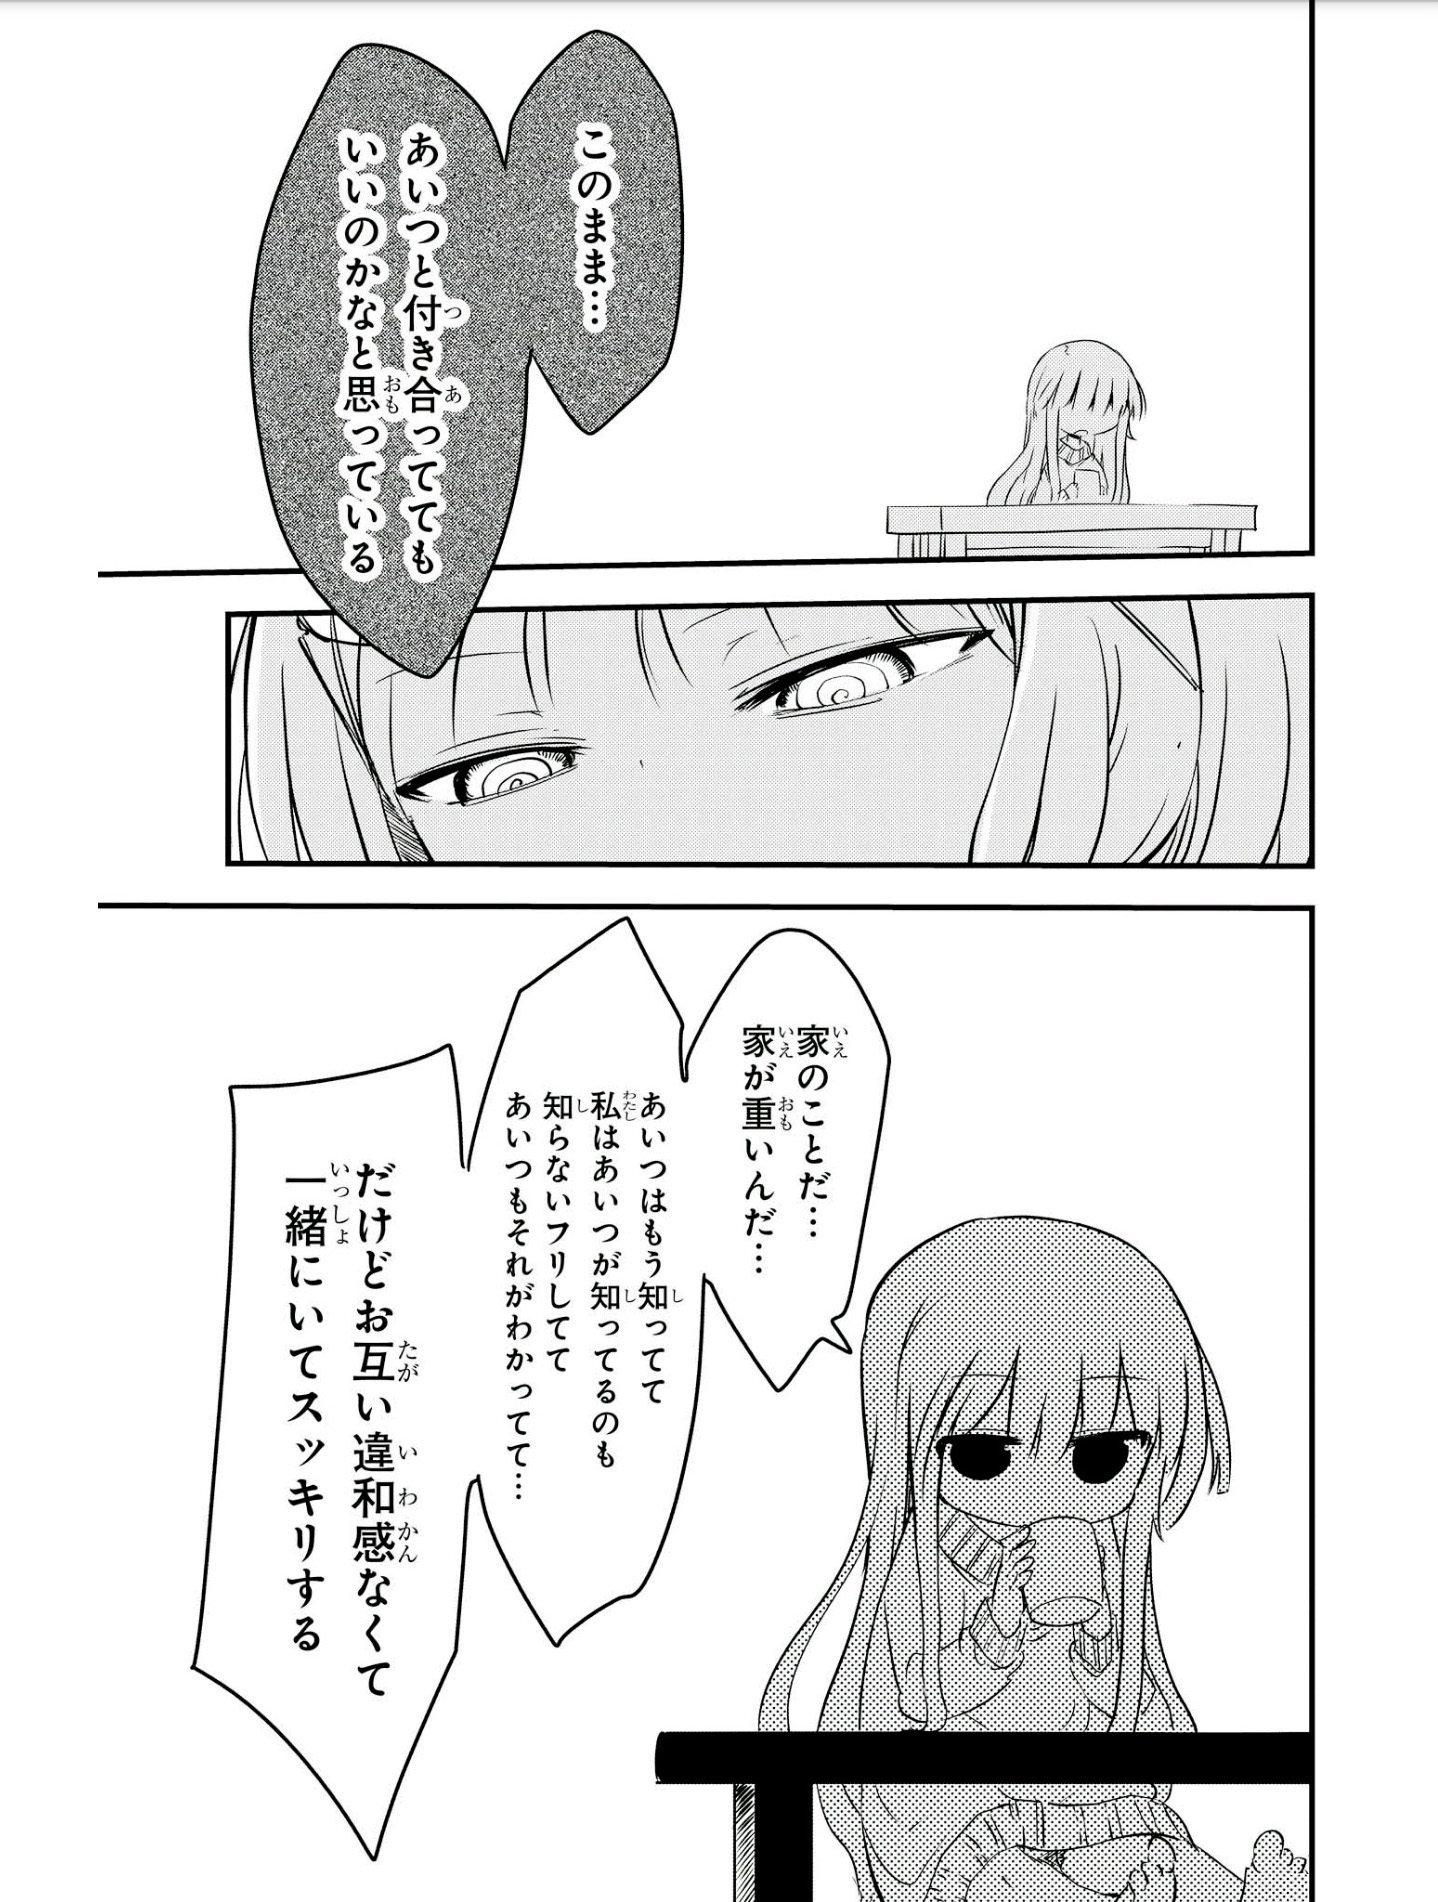 このまま…
あいつと付き合ってても
いいのかなと思っている
家のことだ…
家が重いんだ…
あいつはもう知ってて
私はあいつが知ってるのも
知らないフリしてて
あいつもそれがわかってて…
だけどお互い違和感なくて
一緒にいてスッキリする